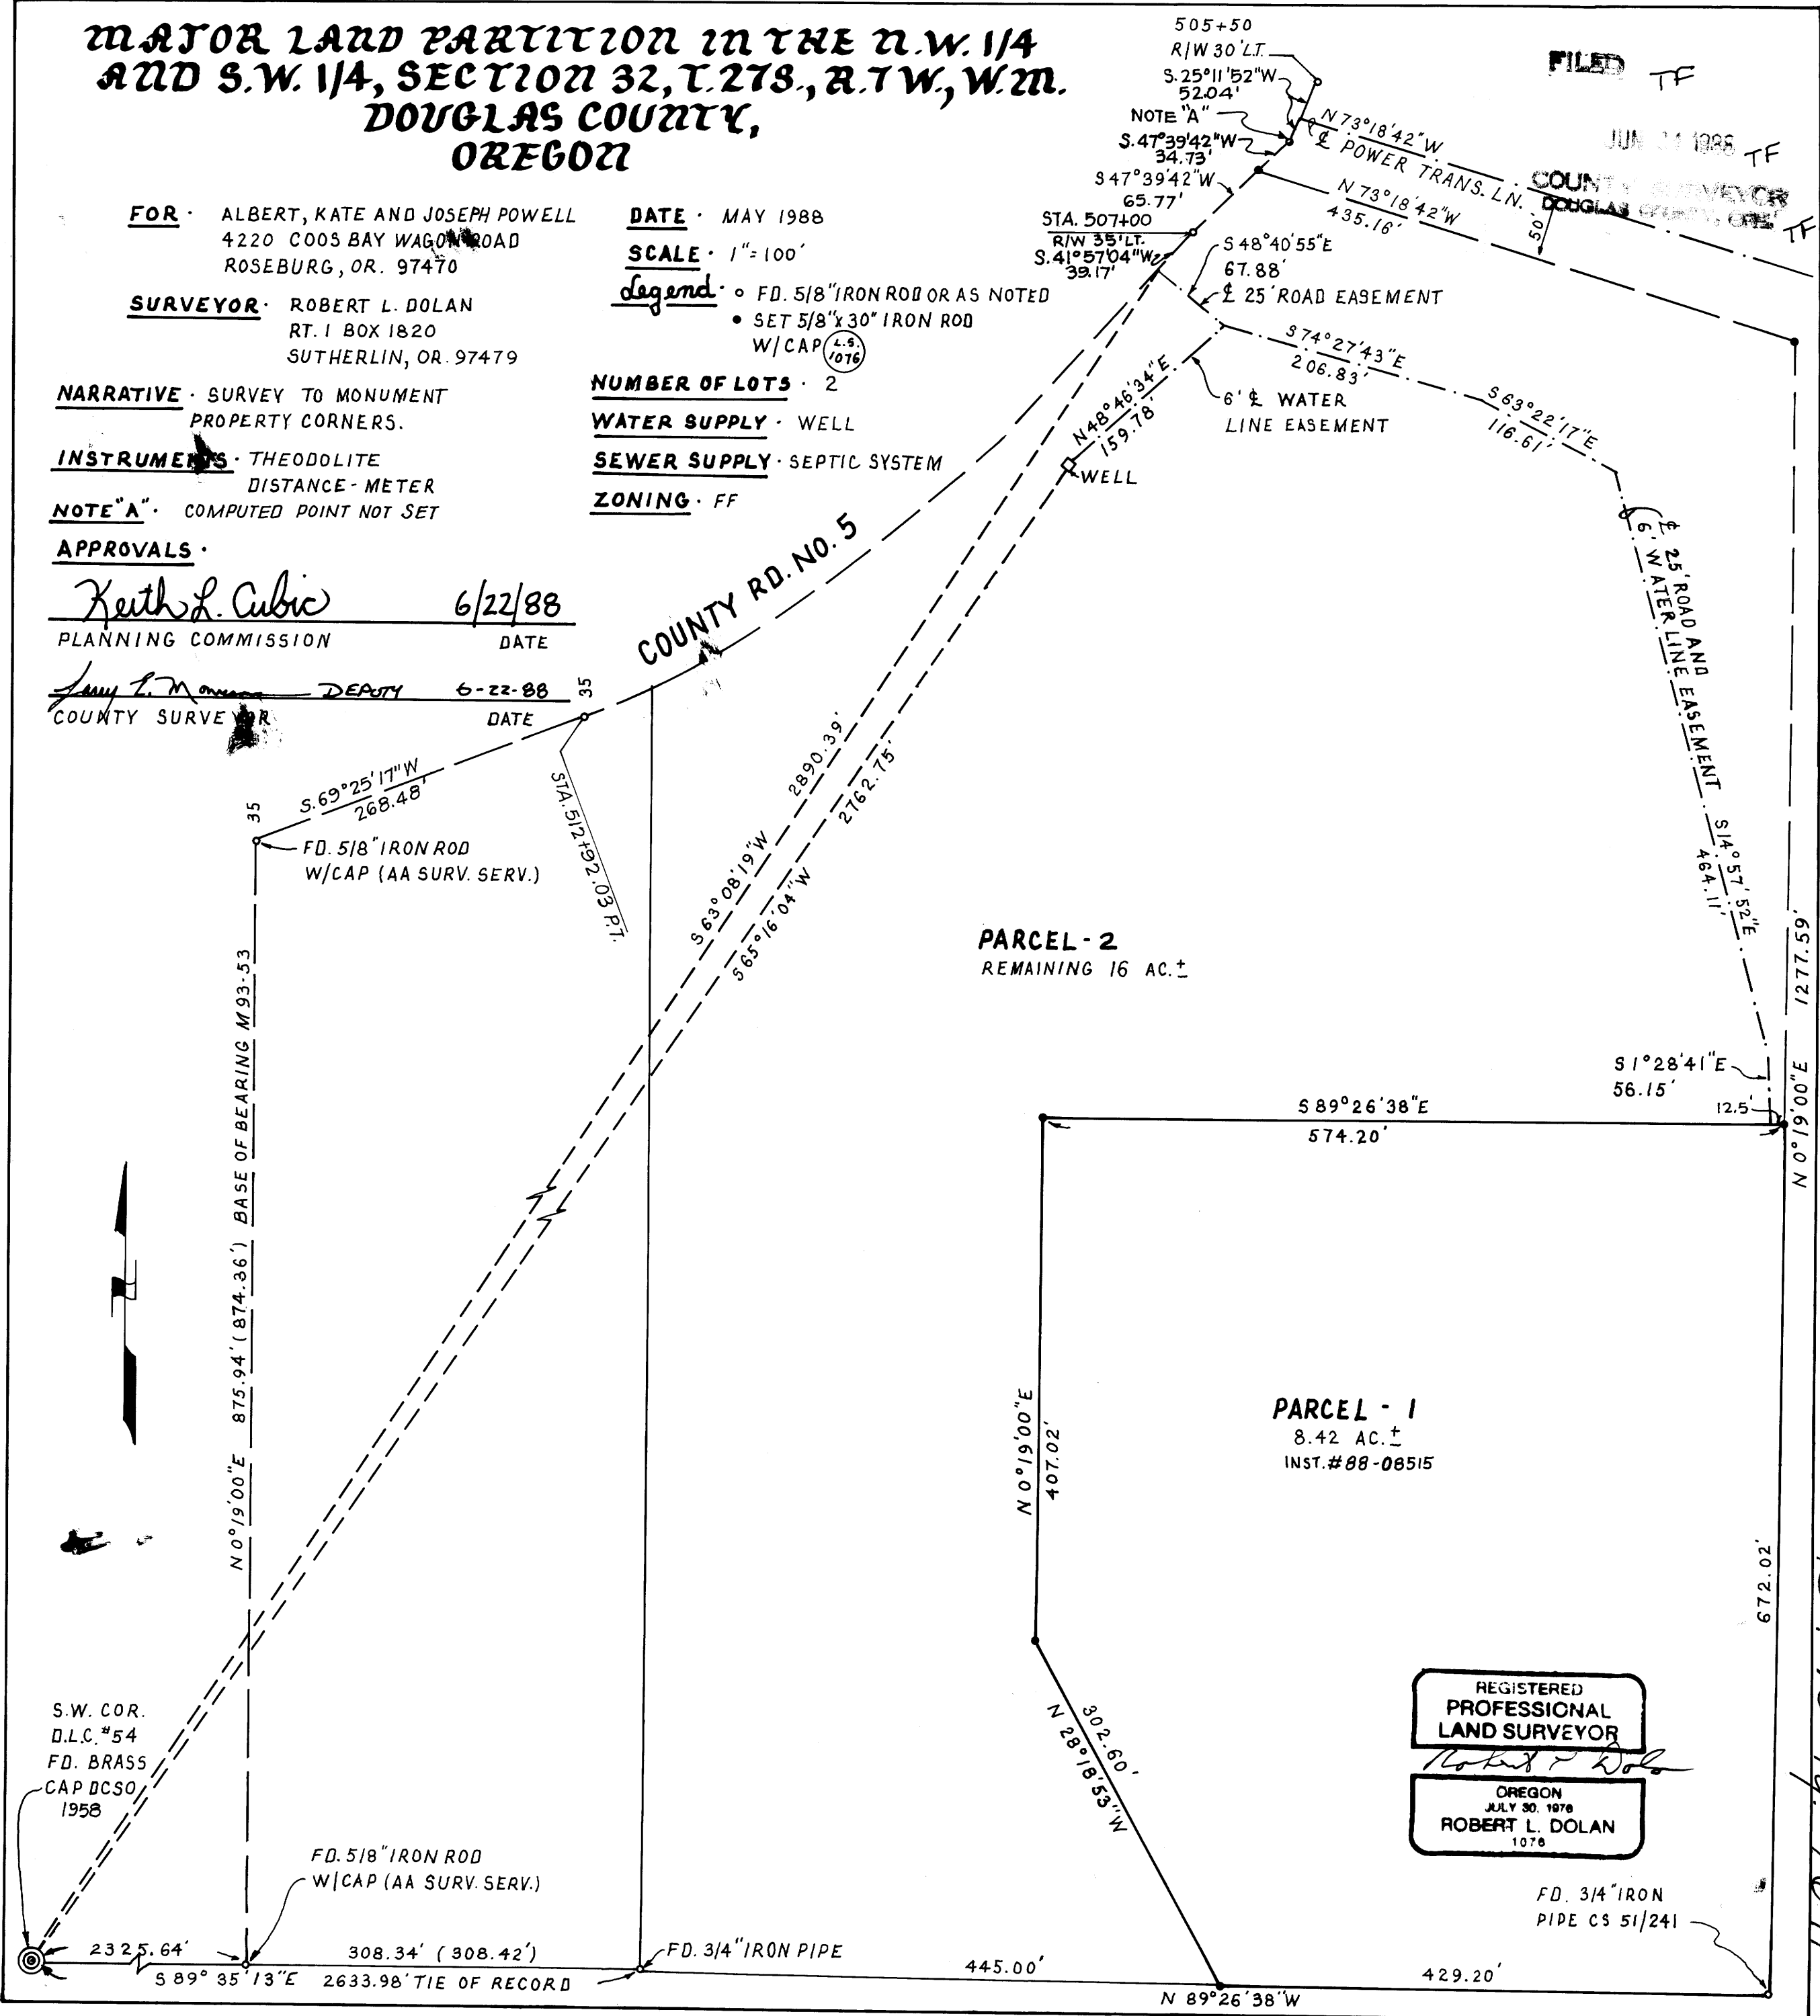 MAJOR LAND PARTITION IN THE N.W. 1/4
AND S.W. 1/4, SECTION 32, T.27S., R.7W., W.M.
DOUGLAS COUNTY,
OREGON
FOR · ALBERT, KATE AND JOSEPH POWELL
4220 COOS BAY WAGON ROAD
ROSEBURG, OR. 97470
SURVEYOR · ROBERT L. DOLAN
RT. 1 BOX 1820
SUTHERLIN, OR. 97479
NARRATIVE · SURVEY TO MONUMENT
PROPERTY CORNERS.
INSTRUMENTS · THEODOLITE
DISTANCE-METER
NOTE "A" · COMPUTED POINT NOT SET
APPROVALS ·
Keith L. Cubic 6/22/88
PLANNING COMMISSION DATE
DEPUTY 6-22-88
COUNTY SURVEYOR DATE
DATE · MAY 1988
SCALE · 1"=100'
Legend · ○ FD. 5/8" IRON ROD OR AS NOTED
● SET 5/8"x 30" IRON ROD
W/CAP L.S. 1076
NUMBER OF LOTS · 2
WATER SUPPLY · WELL
SEWER SUPPLY · SEPTIC SYSTEM
ZONING · FF
505+50
R/W 30' LT.
S.25°11'52"W
52.04'
NOTE "A"
S.47°39'42"W
34.73'
S47°39'42"W
65.77'
STA. 507+00
R/W 35' LT.
S.41°57'04"W
39.17'
FILED TF
JUN 1988 TF
COUNTY SURVEYOR
DOUGLAS COUNTY, ORE. TF
N73°18'42"W
℄ POWER TRANS. LN.
N73°18'42"W
435.16'
50'
S48°40'55"E
67.88'
℄ 25' ROAD EASEMENT
S74°27'43"E
206.83'
6' ℄ WATER
LINE EASEMENT
S63°22'17"E
116.61'
N48°46'34"E
159.78'
WELL
℄ 25' ROAD AND
6' WATER LINE EASEMENT
S14°57'52"E
464.11'
COUNTY RD. NO. 5
35
S.69°25'17"W
268.48'
35
FD. 5/8" IRON ROD
W/CAP (AA SURV. SERV.)
STA. 512+92.03 P.T.
S63°08'19"W 2890.39'
S65°16'04"W 2762.75'
N0°19'00"E 875.94' (874.36') BASE OF BEARING M93-53
PARCEL-2
REMAINING 16 AC.±
N0°19'00"E 1277.59'
S1°28'41"E
56.15'
12.5'
S89°26'38"E
574.20'
N0°19'00"E
407.02'
PARCEL - 1
8.42 AC.±
INST.#88-08515
672.02'
302.60'
N28°18'53"W
REGISTERED
PROFESSIONAL
LAND SURVEYOR
Robert L Dolan
OREGON
JULY 30, 1976
ROBERT L. DOLAN
1076
S.W. COR.
D.L.C. #54
FD. BRASS
CAP DCSO
1958
FD. 5/8" IRON ROD
W/CAP (AA SURV. SERV.)
FD. 3/4" IRON
PIPE CS 51/241
2325.64'
308.34' (308.42')
FD. 3/4" IRON PIPE
445.00'
429.20'
S89°35'13"E 2633.98' TIE OF RECORD
N89°26'38"W